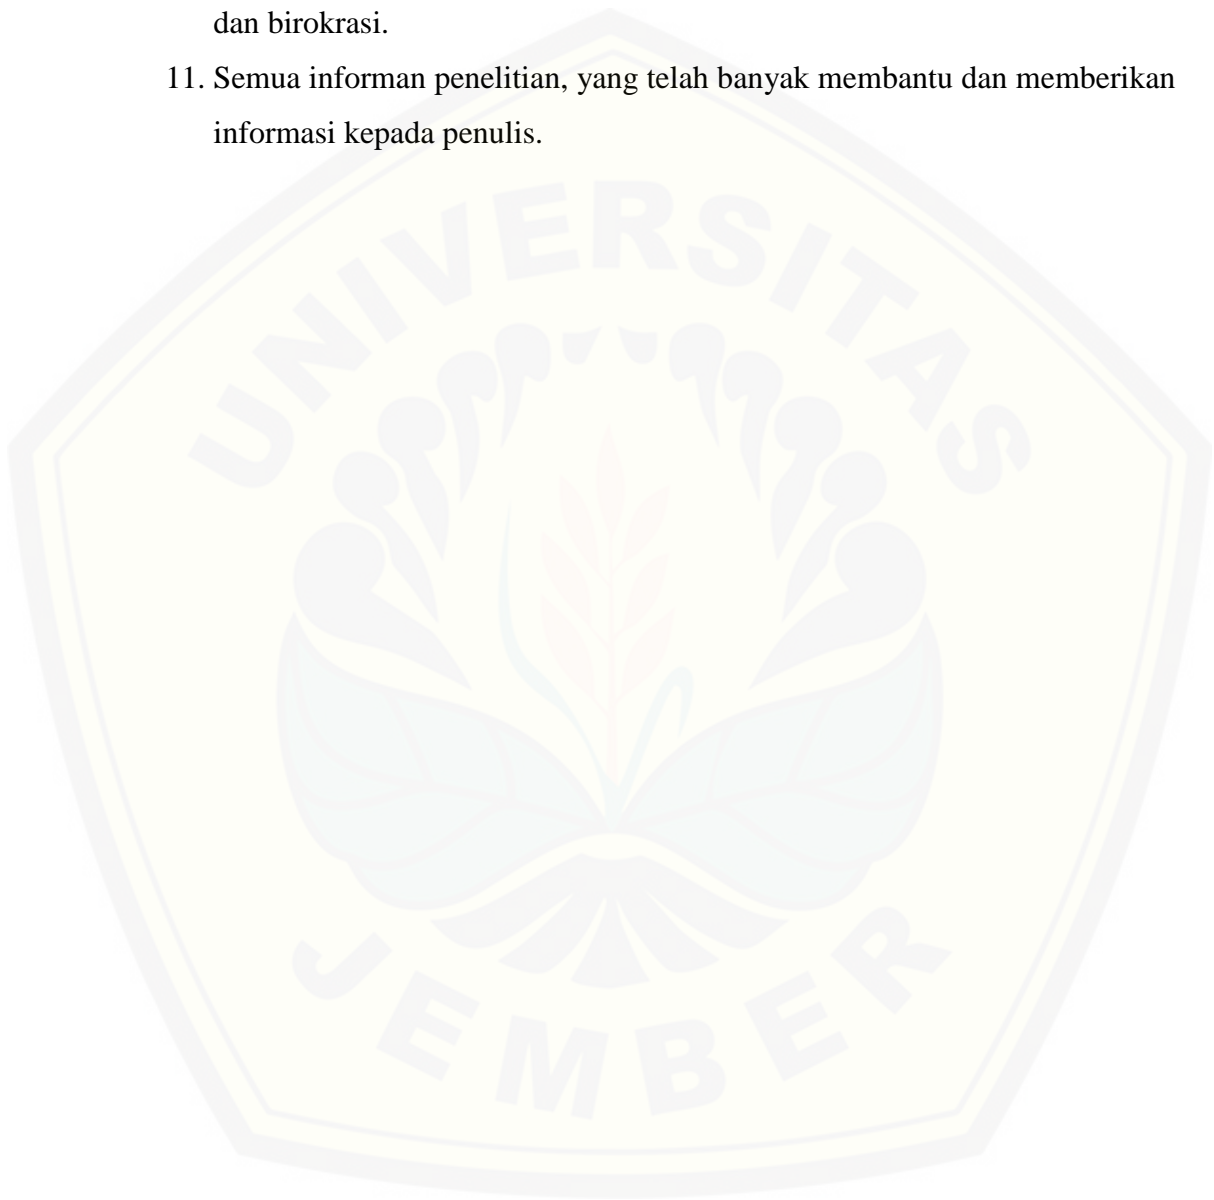 dan birokrasi.
11. Semua informan penelitian, yang telah banyak membantu dan memberikan
informasi kepada penulis.
UNIVERSITAS
JEMBER